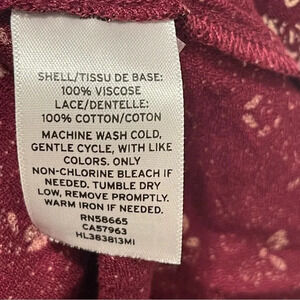 SHELL/TISSU DE BASE:
100% VISCOSE
LACE/DENTELLE:
100% COTTON/COTON
MACHINE WASH COLD,
GENTLE CYCLE, WITH LIKE
COLORS. ONLY
NON-CHLORINE BLEACH IF
NEEDED. TUMBLE DRY
LOW, REMOVE PROMPTLY.
WARM IRON IF NEEDED.
RN58665
CA57963
HL383813MI